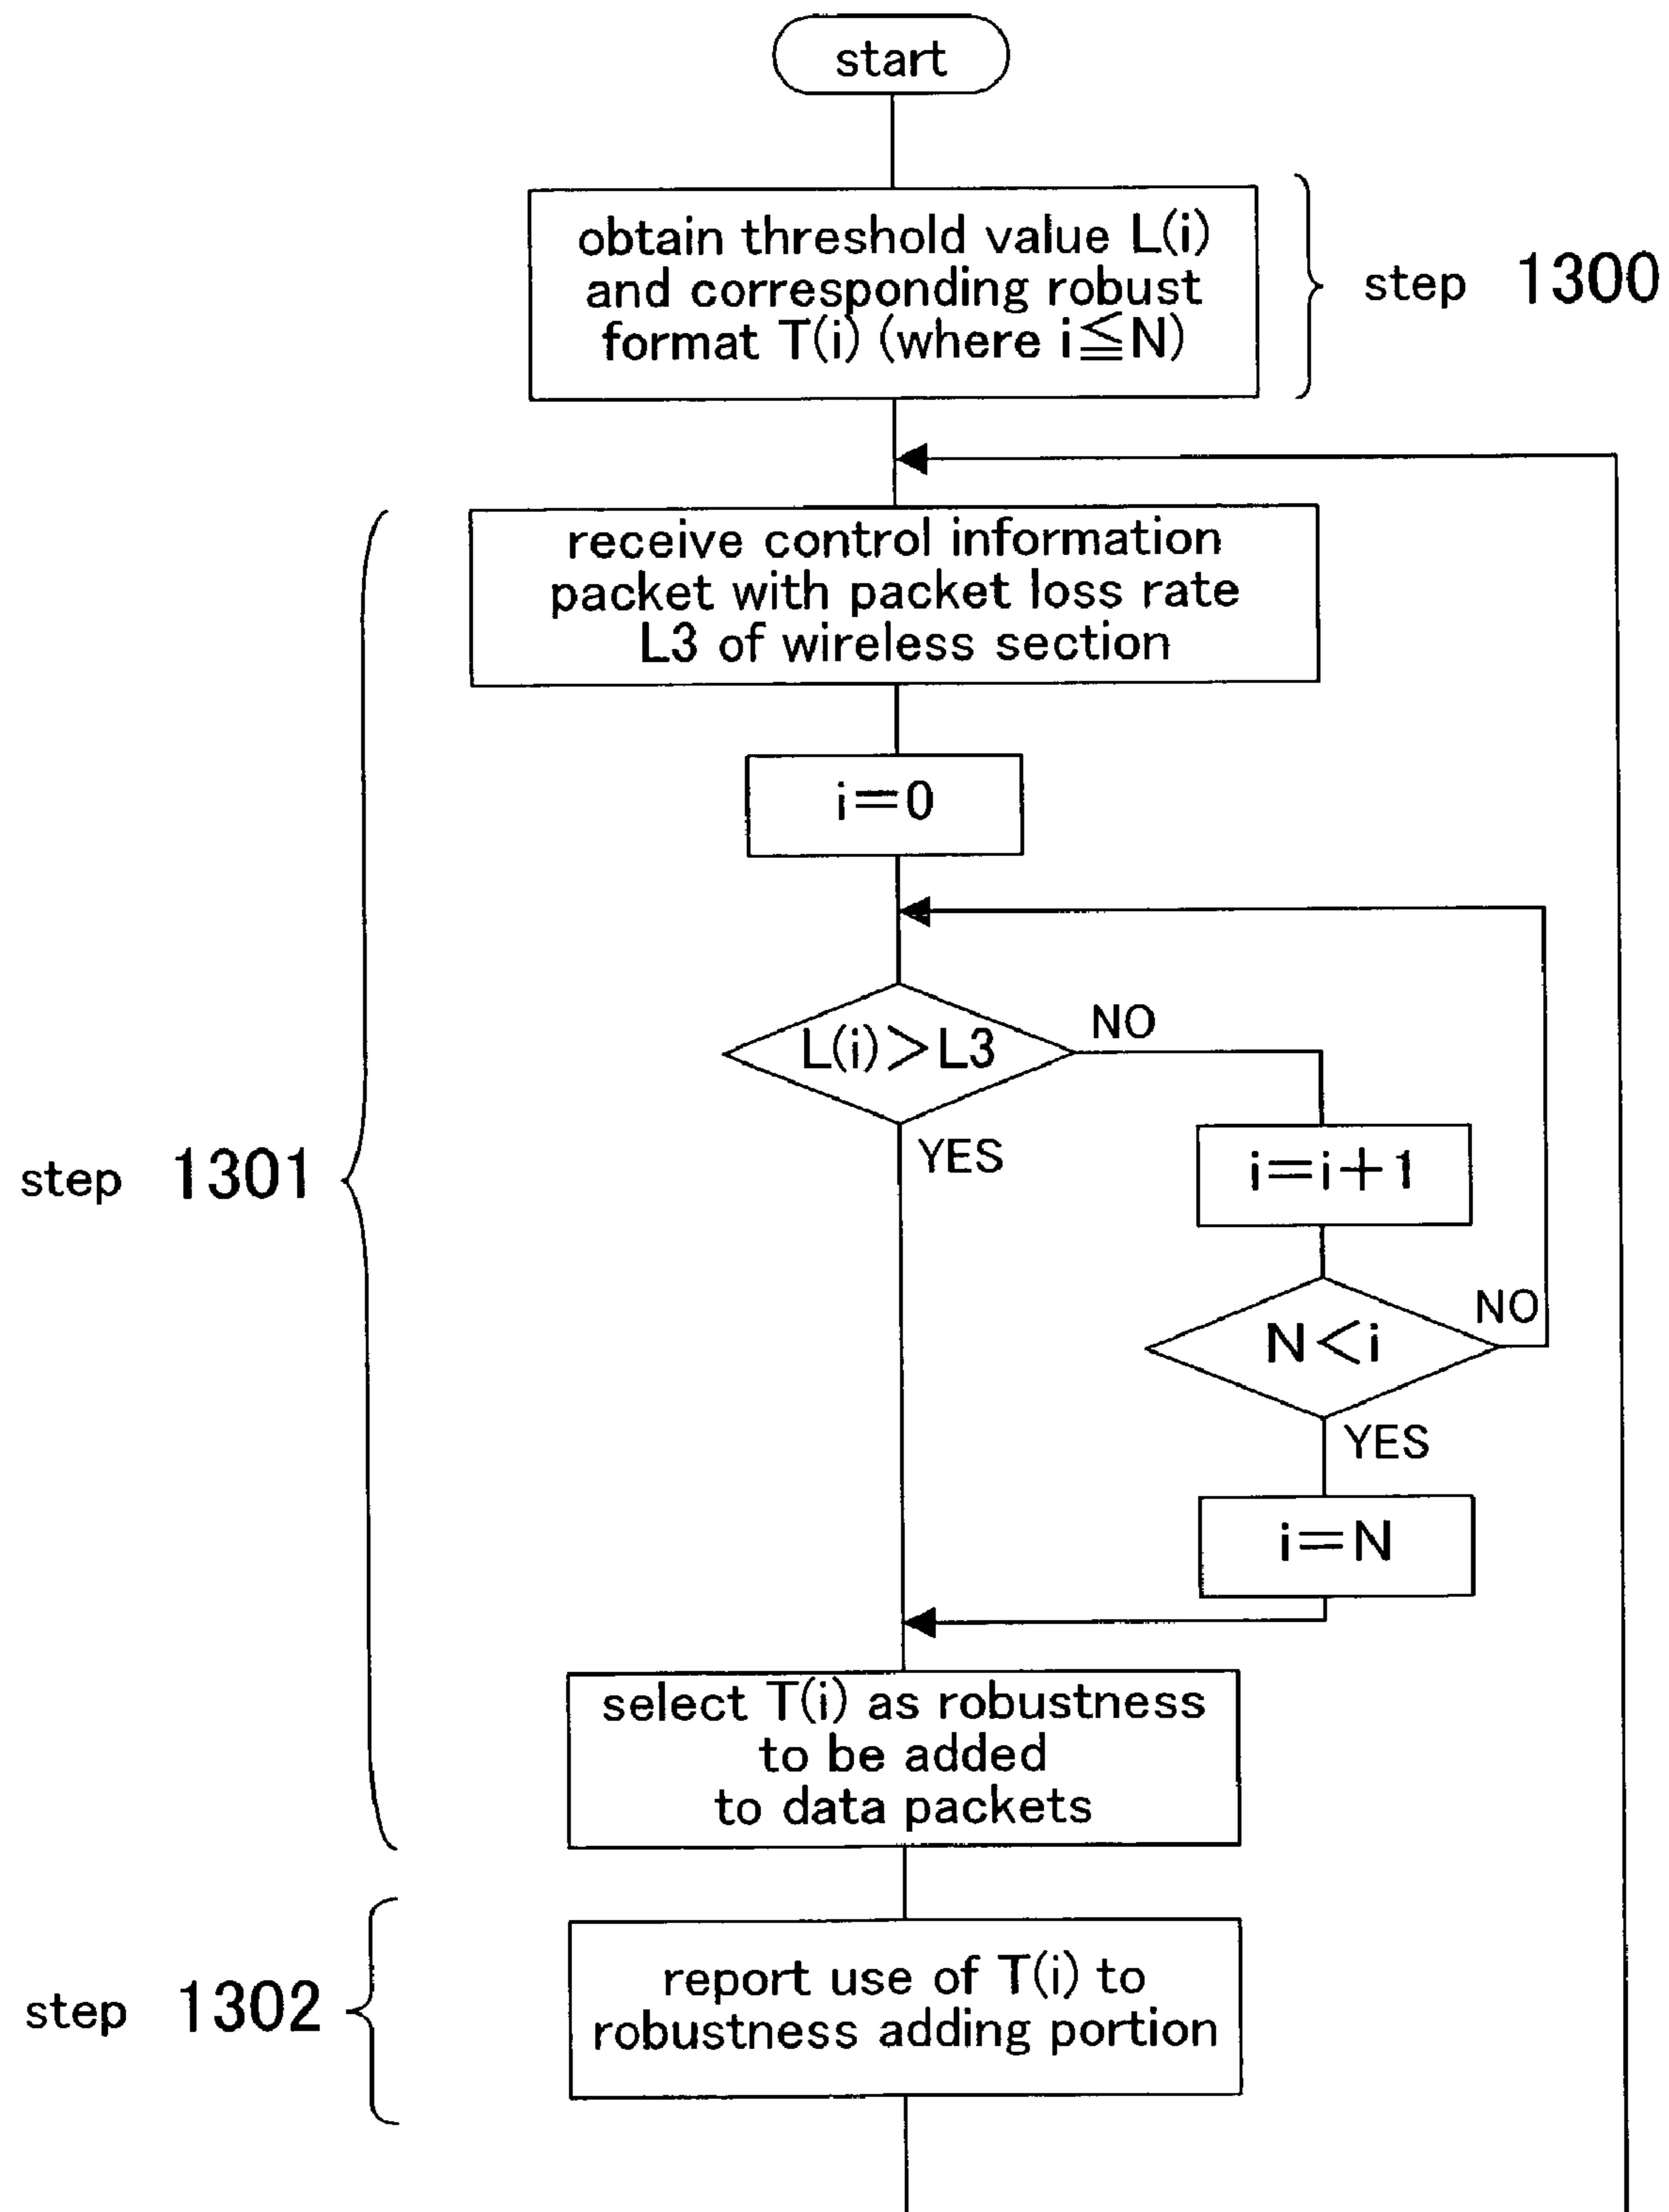 start
obtain threshold value L(i)
and corresponding robust
format T(i) (where i≦N)
step 1300
receive control information
packet with packet loss rate
L3 of wireless section
i=0
L(i)>L3
NO
YES
i=i+1
step 1301
N<i
NO
YES
i=N
select T(i) as robustness
to be added
to data packets
report use of T(i) to
robustness adding portion
step 1302